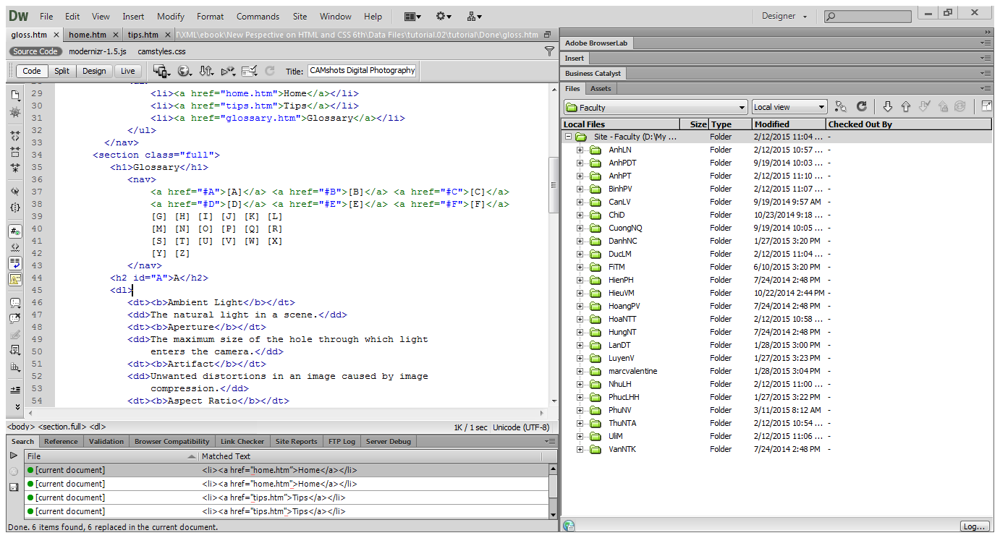 Dw File Edit View Insert Modify Format Commands Site Window Help Designer
gloss.htm × home.htm × tips.htm × \XML\ebook\New Pespective on HTML and CSS 6th\Data Files\tutorial.02\tutorial\Done\gloss.htm
Source Code modernizr-1.5.js camstyles.css
Code Split Design Live Title: CAMshots Digital Photography
29 <li><a href="home.htm">Home</a></li>
30 <li><a href="tips.htm">Tips</a></li>
31 <li><a href="glossary.htm">Glossary</a></li>
32 </ul>
33 </nav>
34 <section class="full">
35 <h1>Glossary</h1>
36 <nav>
37 <a href="#A">[A]</a> <a href="#B">[B]</a> <a href="#C">[C]</a>
38 <a href="#D">[D]</a> <a href="#E">[E]</a> <a href="#F">[F]</a>
39 [G] [H] [I] [J] [K] [L]
40 [M] [N] [O] [P] [Q] [R]
41 [S] [T] [U] [V] [W] [X]
42 [Y] [Z]
43 </nav>
44 <h2 id="A">A</h2>
45 <dl>
46 <dt><b>Ambient Light</b></dt>
47 <dd>The natural light in a scene.</dd>
48 <dt><b>Aperture</b></dt>
49 <dd>The maximum size of the hole through which light
50 enters the camera.</dd>
51 <dt><b>Artifact</b></dt>
52 <dd>Unwanted distortions in an image caused by image
53 compression.</dd>
54 <dt><b>Aspect Ratio</b></dt>
<body> <section.full> <dl> 1K / 1 sec Unicode (UTF-8)
Search Reference Validation Browser Compatibility Link Checker Site Reports FTP Log Server Debug
File Matched Text
[current document] <li><a href="home.htm">Home</a></li>
[current document] <li><a href="home.htm">Home</a></li>
[current document] <li><a href="tips.htm">Tips</a></li>
[current document] <li><a href="tips.htm">Tips</a></li>
Done. 6 items found, 6 replaced in the current document.
Adobe BrowserLab
Insert
Business Catalyst
Files Assets
Faculty Local view
Local Files Size Type Modified Checked Out By
Site - Faculty (D:\My ... Folder 2/12/2015 11:04 ... -
AnhLN Folder 2/12/2015 10:57 ... -
AnhPDT Folder 9/19/2014 10:03 ... -
AnhPT Folder 2/12/2015 11:10 ... -
BinhPV Folder 2/12/2015 11:07 ... -
CanLV Folder 9/19/2014 9:57 AM -
ChiD Folder 10/23/2014 9:18 ... -
CuongNQ Folder 9/19/2014 10:05 ... -
DanhNC Folder 1/27/2015 3:20 PM -
DucLM Folder 2/12/2015 11:04 ... -
FiTM Folder 6/10/2015 3:20 PM -
HienPH Folder 7/24/2014 2:48 PM -
HieuVM Folder 10/22/2014 2:44 PM -
HoangPV Folder 7/24/2014 2:48 PM -
HoaNTT Folder 2/12/2015 10:58 ... -
HungNT Folder 7/24/2014 2:48 PM -
LanDT Folder 1/28/2015 3:00 PM -
LuyenV Folder 1/27/2015 3:23 PM -
marcvalentine Folder 1/28/2015 3:04 PM -
NhuLH Folder 2/12/2015 11:00 ... -
PhucLHH Folder 1/27/2015 3:22 PM -
PhuNV Folder 3/11/2015 8:12 AM -
ThuNTA Folder 2/12/2015 10:54 ... -
UliM Folder 2/12/2015 11:06 ... -
VanNTK Folder 7/24/2014 2:48 PM -
Log...